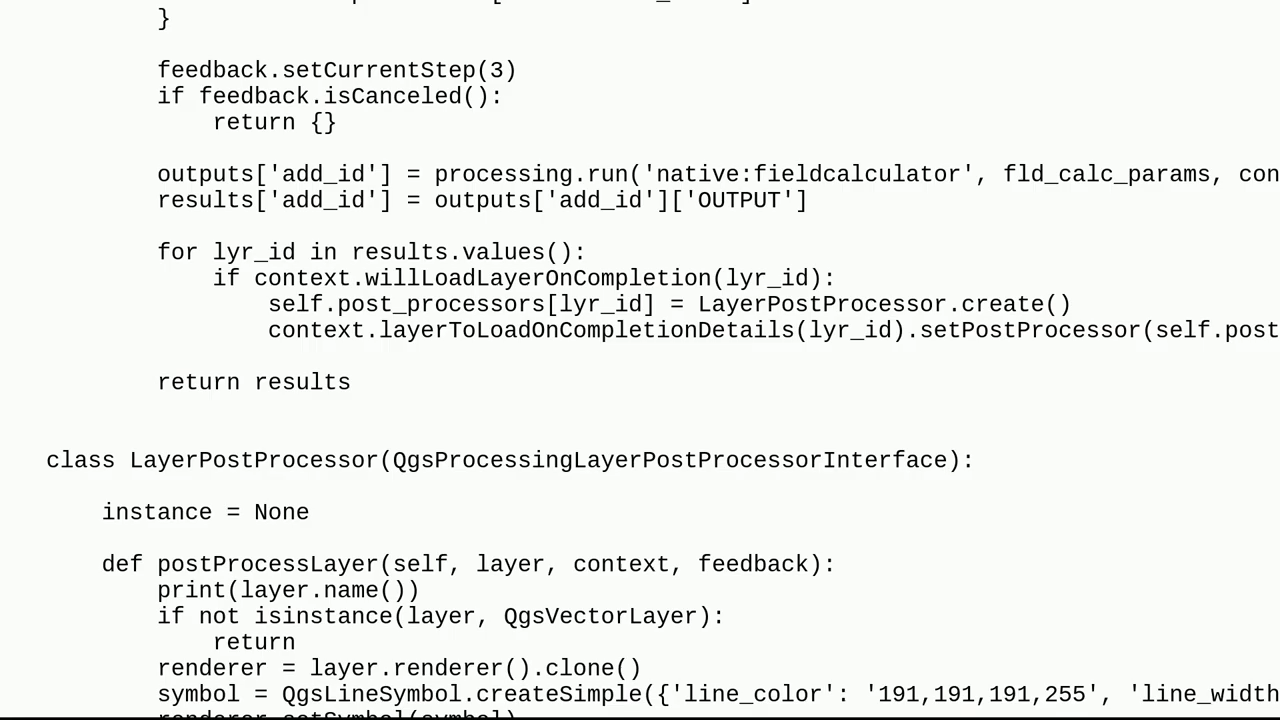 }
feedback.setCurrentStep(3)
if feedback.isCanceled():
return {}
outputs['add_id'] = processing.run('native:fieldcalculator', fld_calc_params, con
results['add_id'] = outputs['add_id']['OUTPUT']
for lyr_id in results.values():
if context.willLoadLayerOnCompletion(lyr_id):
self.post_processors[lyr_id] = LayerPostProcessor.create()
context.layerToLoadOnCompletionDetails(lyr_id).setPostProcessor(self.post
return results
class LayerPostProcessor(QgsProcessingLayerPostProcessorInterface):
instance = None
def postProcessLayer(self, layer, context, feedback):
print(layer.name())
if not isinstance(layer, QgsVectorLayer):
return
renderer = layer.renderer().clone()
symbol = QgsLineSymbol.createSimple({'line_color': '191,191,191,255', 'line_width
renderer.setSymbol(symbol)